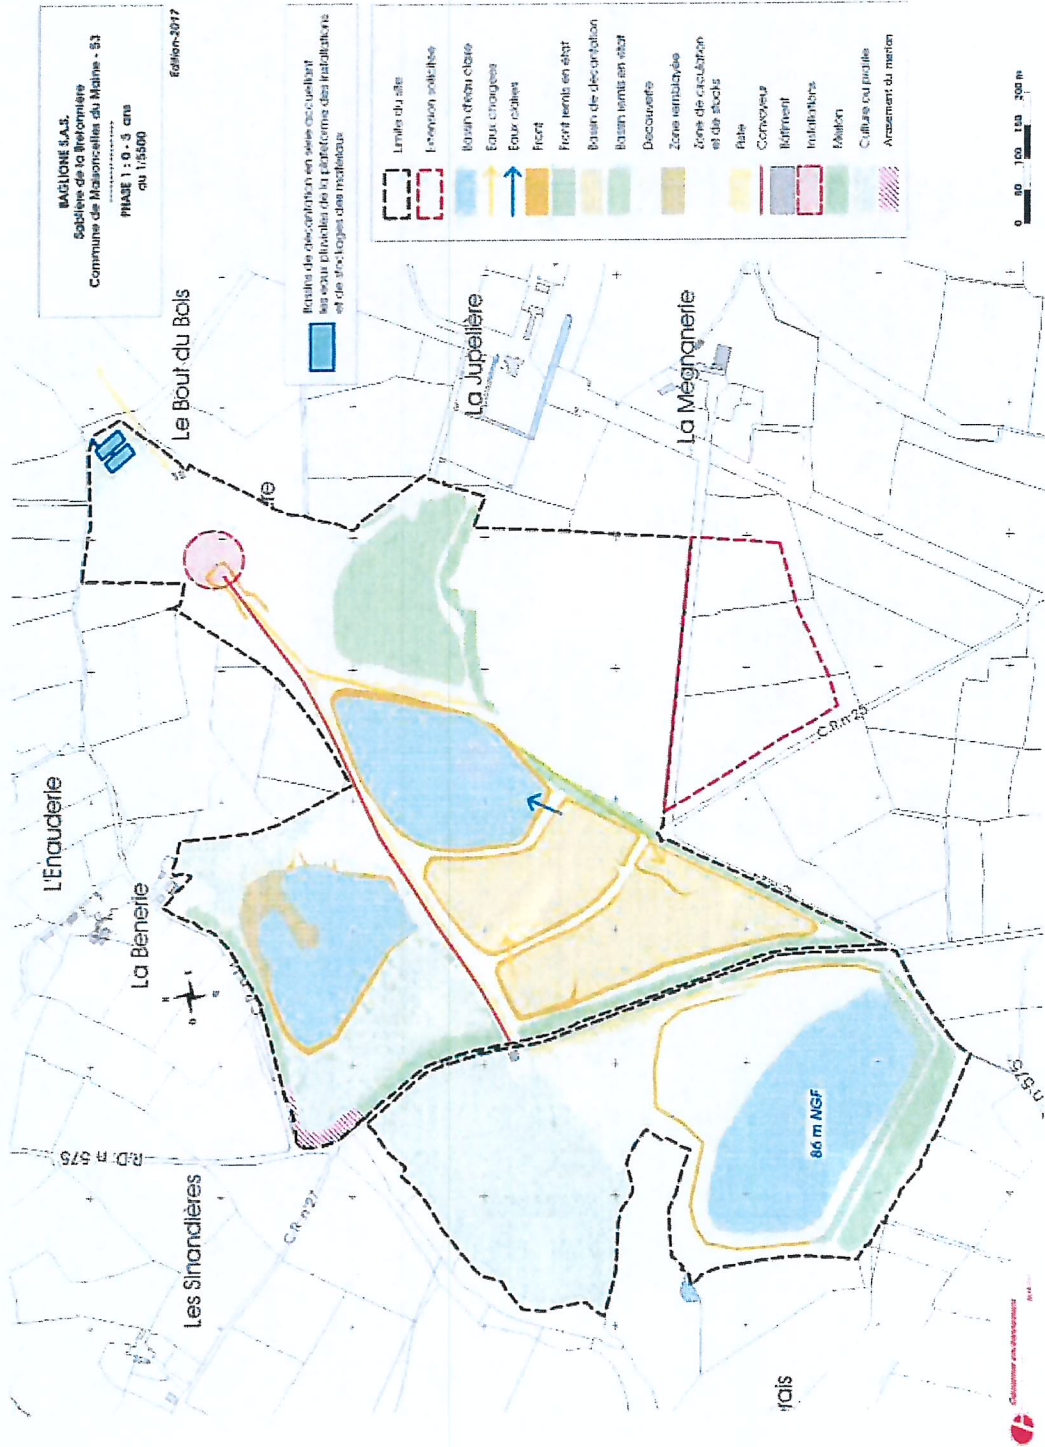 BAGLIONE S.A.S.
Sablière de la Bretonnière
Commune de Maisoncelles du Maine - 53
PHASE 1 : 0 - 5 ans
au 1/5500
Edition-2017
Bassins de décantation en série accueillant
les eaux pluviales de la plateforme des installations
et de stockages des matériaux
Limite du site
Extension sollicitée
Bassin d'eau claire
Eaux chargées
Eaux claires
Front
Front remis en état
Bassin de décantation
Bassin remis en état
Découverte
Zone remblayée
Zone de circulation
et de stocks
Piste
Convoyeur
Bâtiment
Installations
Merlon
Culture ou prairie
Arasement du merlon
0 50 100 150 200 m
Le Bout du Bois
ère
La Jupelière
La Mégnanerie
L'Enauderie
La Bénerie
C.R n°25
R.D. n 575
Les Sinandières
C.R. n°27
86 m NGF
n°575
rais